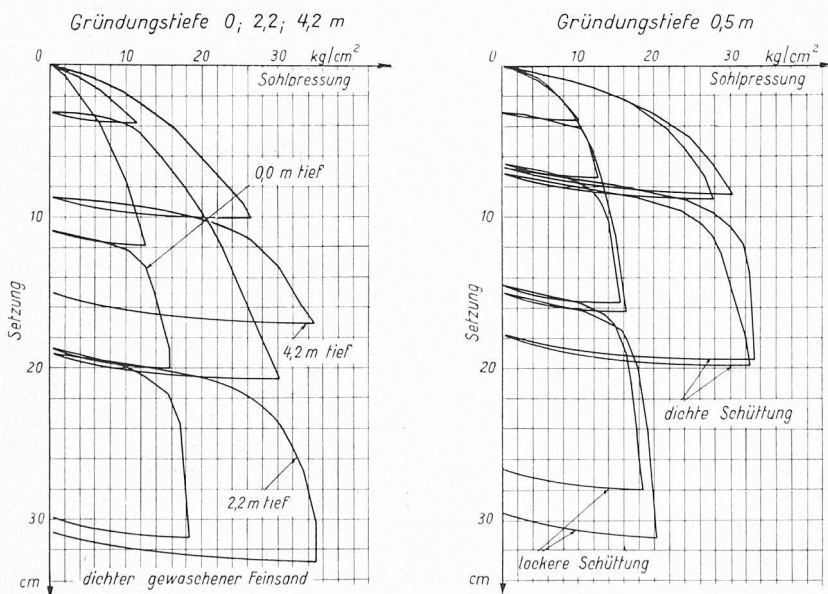 Gründungstiefe 0; 2,2; 4,2 m
0 10 20 30 kg/cm²
Sohlpressung
0,0 m tief
10
Setzung
4,2 m tief
20
2,2 m tief
30
cm
dichter gewaschener Feinsand
Gründungstiefe 0,5 m
0 10 20 30 kg/cm²
Sohlpressung
10
Setzung
20
dichte Schüttung
30
lockere Schüttung
cm